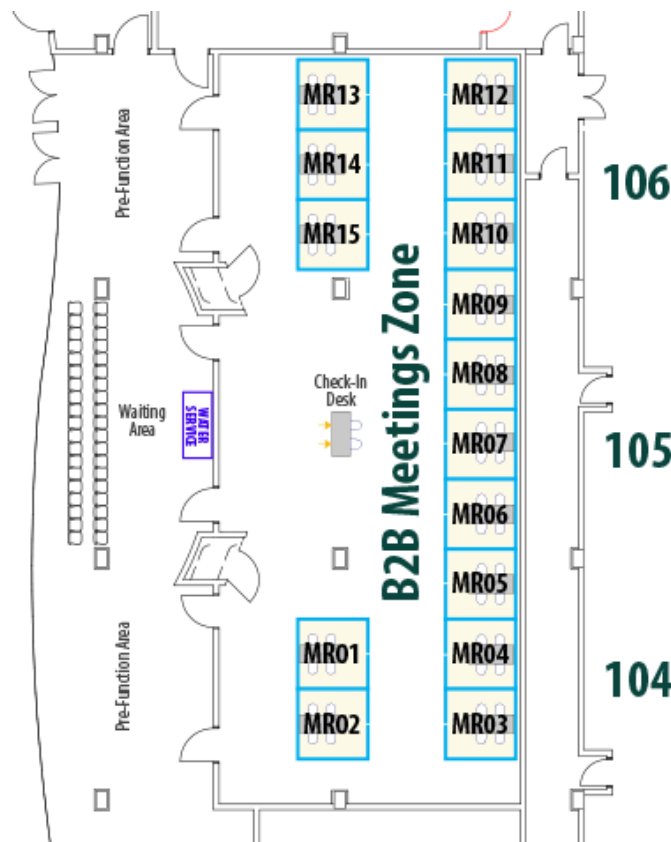 MR13
MR12
Pre-Function Area
MR14
MR11
106
MR15
MR10
MR09
B2B Meetings Zone
MR08
Check-In
Desk
Waiting
Area
WATER
SERVICE
MR07
105
MR06
MR05
Pre-Function Area
MR01
MR04
104
MR02
MR03